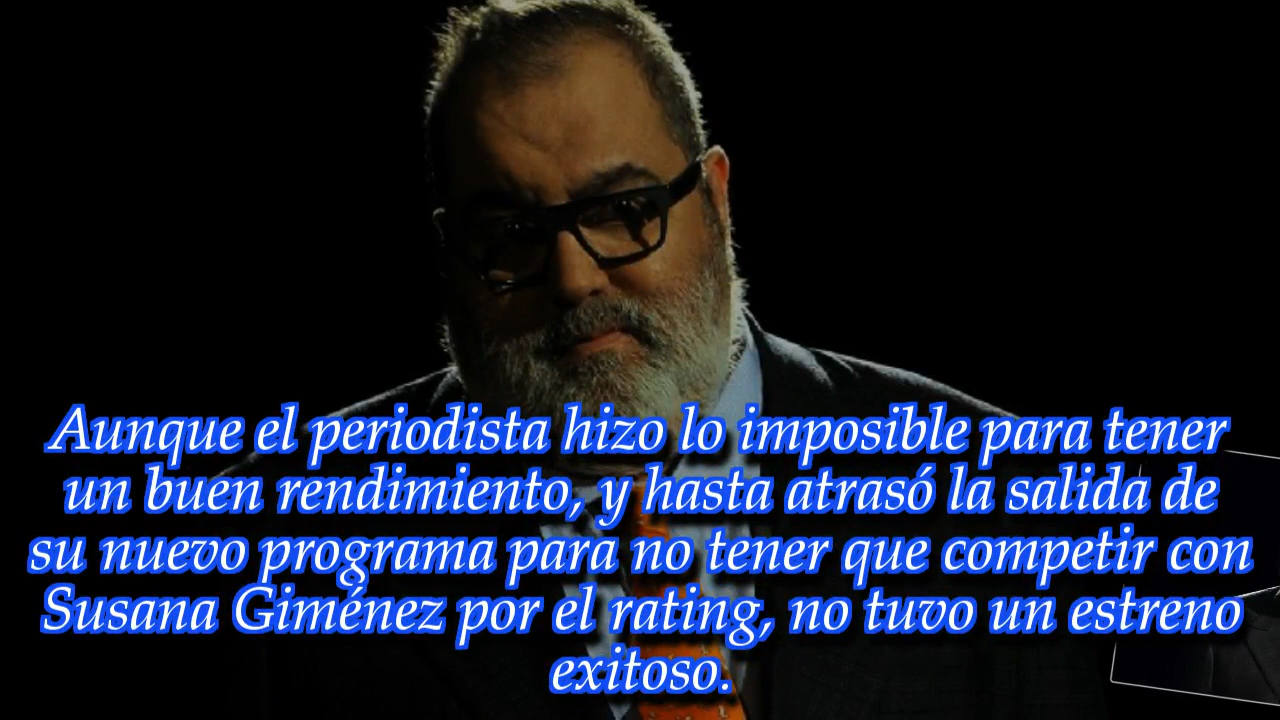 Aunque el periodista hizo lo imposible para tener
un buen rendimiento, y hasta atrasó la salida de
su nuevo programa para no tener que competir con
Susana Giménez por el rating, no tuvo un estreno
exitoso.